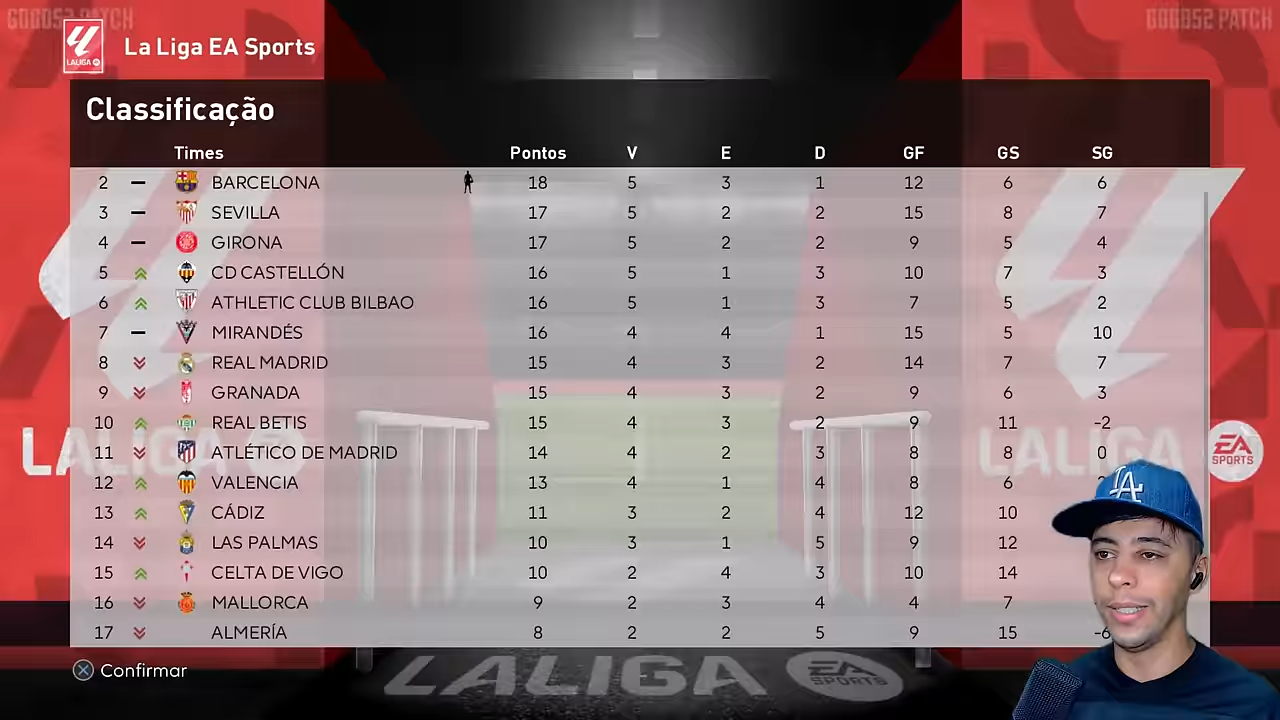 GOGO52 PATCH
GOGO52 PATCH
LALIGA
La Liga EA Sports
Classificação
Times Pontos V E D GF GS SG
2 BARCELONA 18 5 3 1 12 6 6
3 SEVILLA 17 5 2 2 15 8 7
4 GIRONA 17 5 2 2 9 5 4
5 CD CASTELLÓN 16 5 1 3 10 7 3
6 ATHLETIC CLUB BILBAO 16 5 1 3 7 5 2
7 MIRANDÉS 16 4 4 1 15 5 10
8 REAL MADRID 15 4 3 2 14 7 7
9 GRANADA 15 4 3 2 9 6 3
10 REAL BETIS 15 4 3 2 9 11 -2
11 ATLÉTICO DE MADRID 14 4 2 3 8 8 0
12 VALENCIA 13 4 1 4 8 6
13 CÁDIZ 11 3 2 4 12 10
14 LAS PALMAS 10 3 1 5 9 12
15 CELTA DE VIGO 10 2 4 3 10 14
16 MALLORCA 9 2 3 4 4 7
17 ALMERÍA 8 2 2 5 9 15 -6
LALIGA
LALIGA
EA SPORTS
LA
Confirmar
LALIGA EA SPORTS